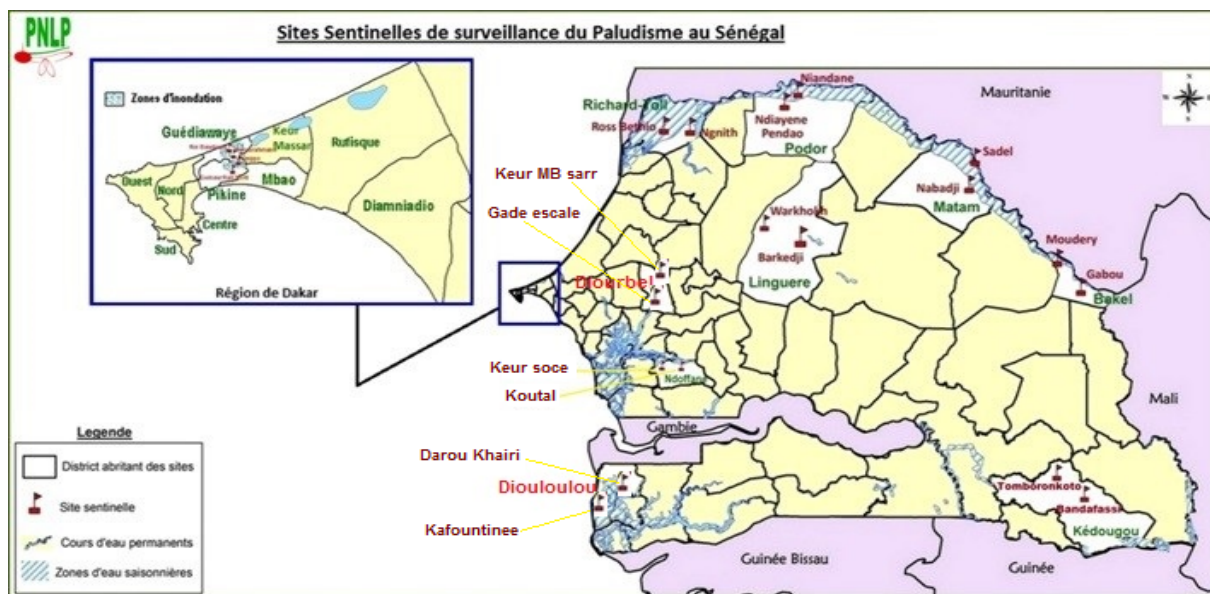 PNLP
Sites Sentinelles de surveillance du Paludisme au Sénégal
Zones d'inondation
Guédiawaye
Keur
Massar
Rufisque
Ouest
Nord
Pikine
Mbao
Diamniadio
Centre
Sud
Région de Dakar
Niandane
Mauritanie
Richard-Toll
Ross Bethio
Ngnith
Ndiayene
Pendao
Podor
Sadel
Nabadji
Matam
Keur MB sarr
Gade escale
Warkhokh
Barkedji
Linguere
Moudery
Gabou
Bakel
Diourbel
Keur soce
Ndoffane
Koutal
Mali
Gambie
Darou Khairi
Diouloulou
Kafountinee
Tomboronkoto
Bandafassi
Kédougou
Guinée Bissau
Guinée
Legende
District abritant des sites
Site sentinelle
Cours d'eau permanents
Zones d'eau saisonnières